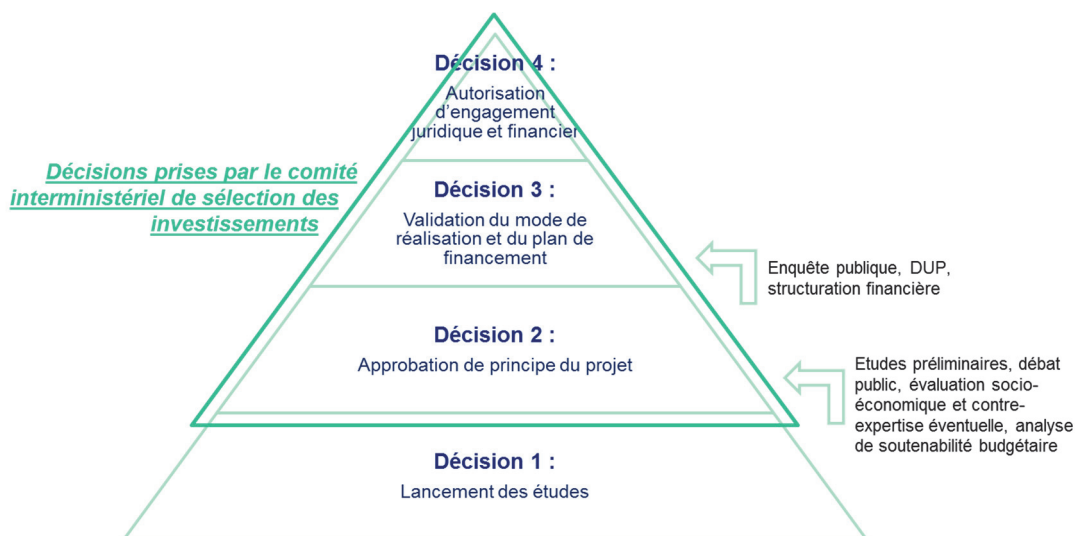 Décision 4 :
Autorisation
d'engagement
juridique et financier
Décisions prises par le comité
interministériel de sélection des
investissements
Décision 3 :
Validation du mode de
réalisation et du plan de
financement
Enquête publique, DUP,
structuration financière
Décision 2 :
Approbation de principe du projet
Etudes préliminaires, débat
public, évaluation socio-
économique et contre-
expertise éventuelle, analyse
de soutenabilité budgétaire
Décision 1 :
Lancement des études